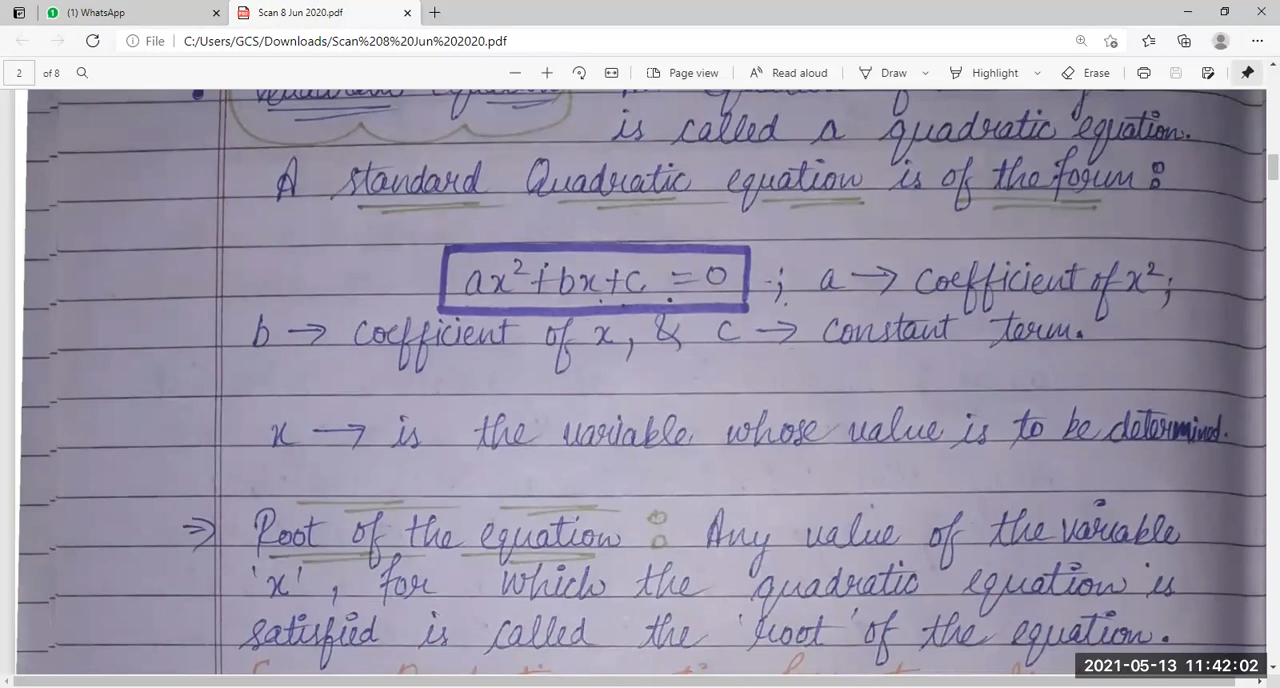 (1) WhatsApp
Scan 8 Jun 2020.pdf
File
C:/Users/GCS/Downloads/Scan%208%20Jun%202020.pdf
2 of 8
Page view
Read aloud
Draw
Highlight
Erase
is called a quadratic equation.
A standard Quadratic equation is of the form :
ax²+bx+c = 0 ; a → coefficient of x²;
b → coefficient of x, & c → constant term.
x → is the variable whose value is to be determined.
⇒ Root of the equation : Any value of the variable
'x', for which the quadratic equation is
satisfied is called the 'root' of the equation.
2021-05-13 11:42:02